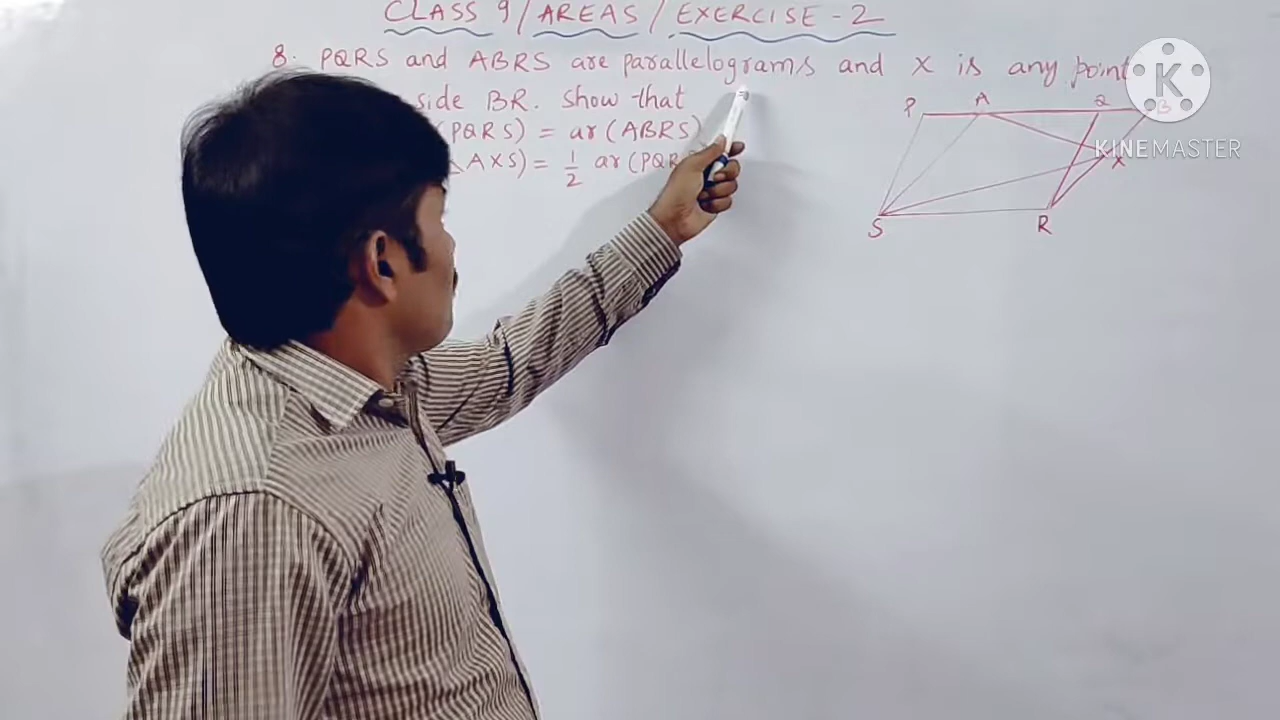 CLASS 9 / AREAS / EXERCISE - 2
8. PQRS and ABRS are parallelograms and X is any point
side BR. show that
(PQRS) = ar (ABRS)
AXS) = 1/2 ar (PQR
P A Q B
X
S R
K
KINEMASTER